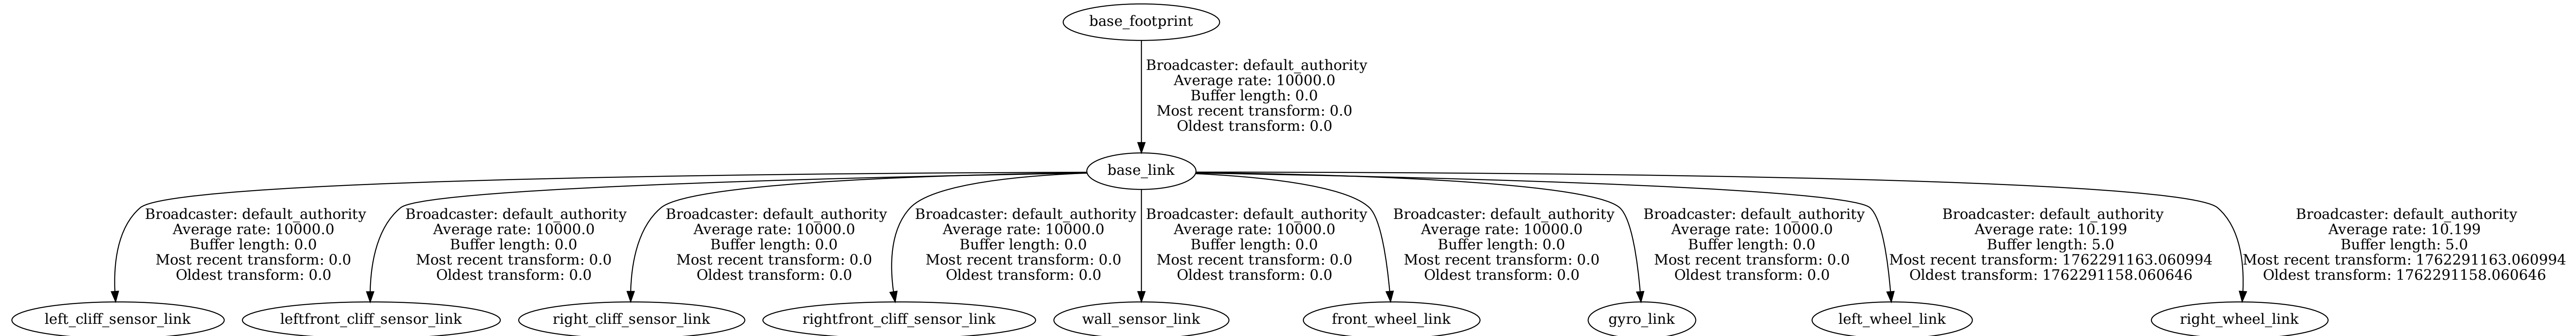 base_footprint
Broadcaster: default_authority
Average rate: 10000.0
Buffer length: 0.0
Most recent transform: 0.0
Oldest transform: 0.0
base_link
Broadcaster: default_authority
Average rate: 10000.0
Buffer length: 0.0
Most recent transform: 0.0
Oldest transform: 0.0
Broadcaster: default_authority
Average rate: 10000.0
Buffer length: 0.0
Most recent transform: 0.0
Oldest transform: 0.0
Broadcaster: default_authority
Average rate: 10000.0
Buffer length: 0.0
Most recent transform: 0.0
Oldest transform: 0.0
Broadcaster: default_authority
Average rate: 10000.0
Buffer length: 0.0
Most recent transform: 0.0
Oldest transform: 0.0
Broadcaster: default_authority
Average rate: 10000.0
Buffer length: 0.0
Most recent transform: 0.0
Oldest transform: 0.0
Broadcaster: default_authority
Average rate: 10000.0
Buffer length: 0.0
Most recent transform: 0.0
Oldest transform: 0.0
Broadcaster: default_authority
Average rate: 10000.0
Buffer length: 0.0
Most recent transform: 0.0
Oldest transform: 0.0
Broadcaster: default_authority
Average rate: 10.199
Buffer length: 5.0
Most recent transform: 1762291163.060994
Oldest transform: 1762291158.060646
Broadcaster: default_authority
Average rate: 10.199
Buffer length: 5.0
Most recent transform: 1762291163.060994
Oldest transform: 1762291158.060646
left_cliff_sensor_link
leftfront_cliff_sensor_link
right_cliff_sensor_link
rightfront_cliff_sensor_link
wall_sensor_link
front_wheel_link
gyro_link
left_wheel_link
right_wheel_link